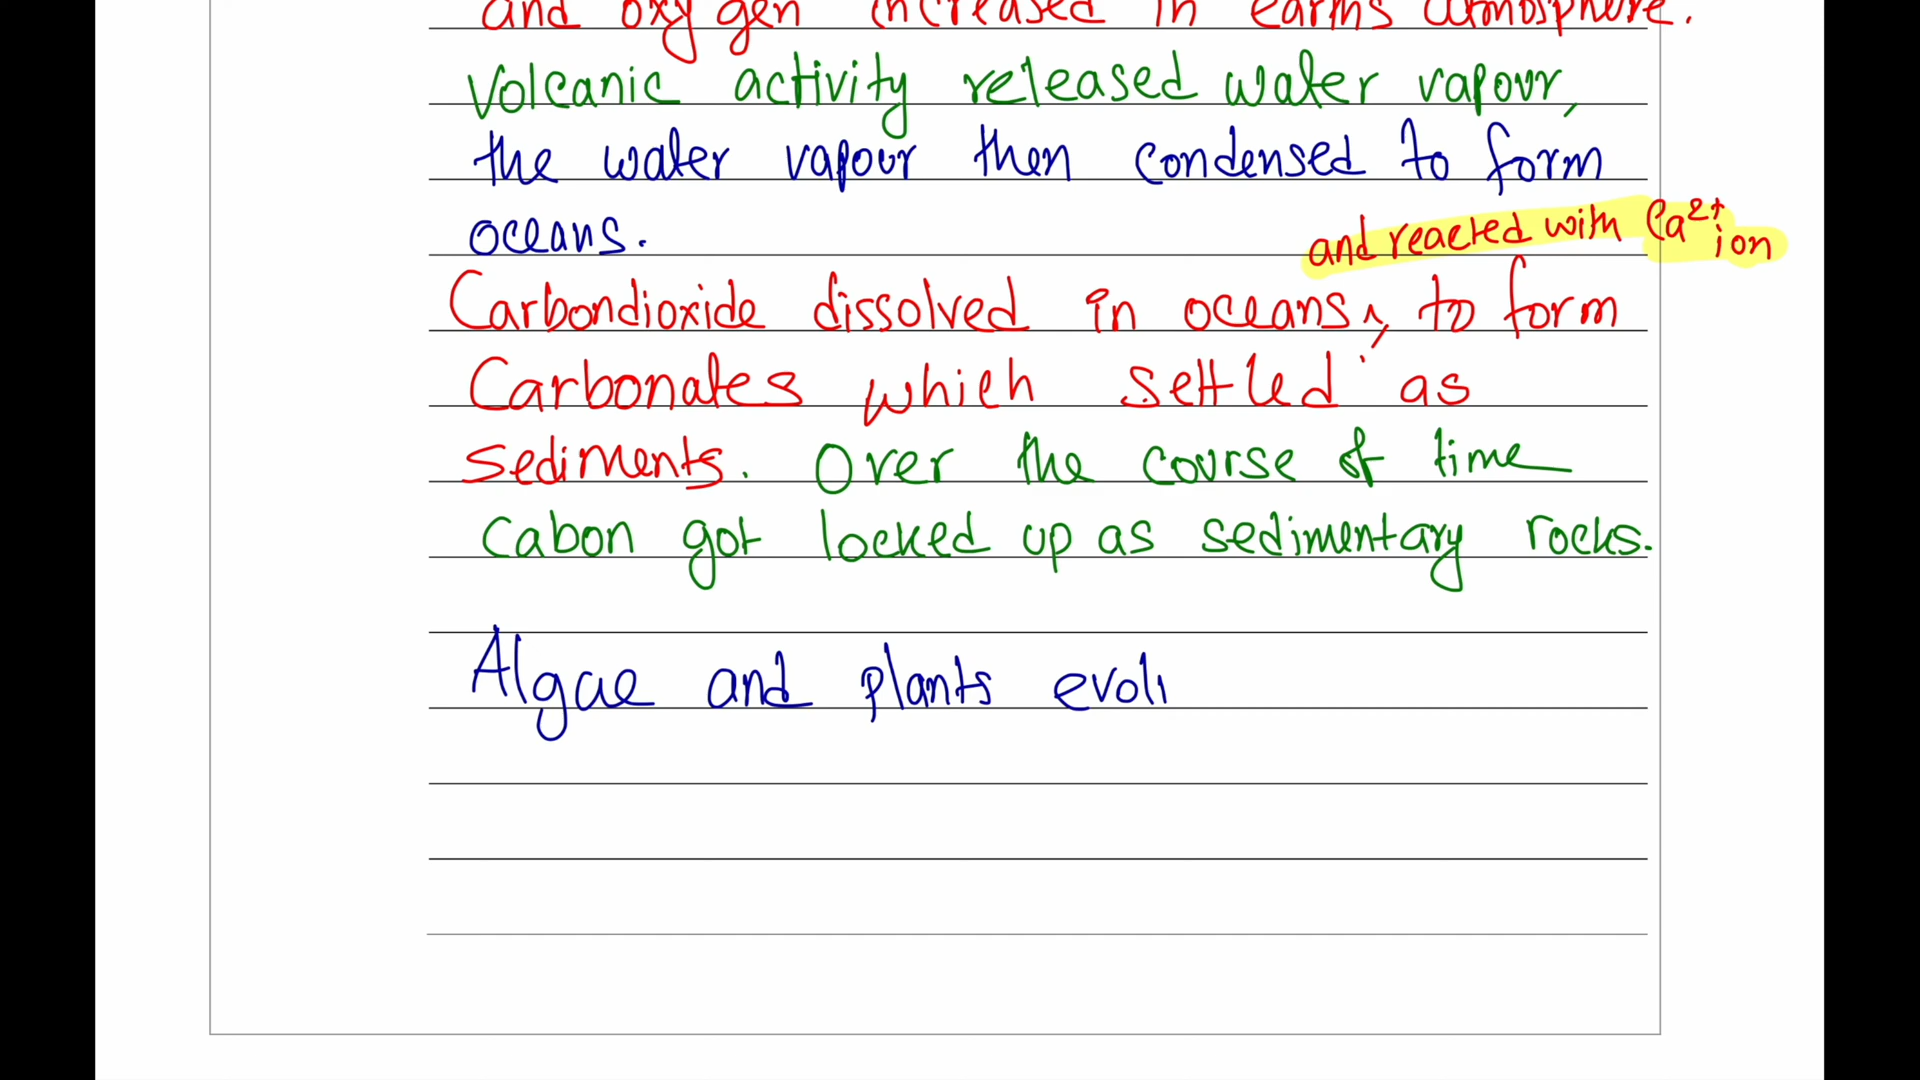 and oxygen increased in earths atmosphere.
Volcanic activity released water vapour,
the water vapour then condensed to form
oceans.
and reacted with Ca²⁺ ion
Carbondioxide dissolved in oceans, to form
Carbonates which settled as
sediments. Over the course of time
Cabon got locked up as sedimentary rocks.
Algae and plants evol